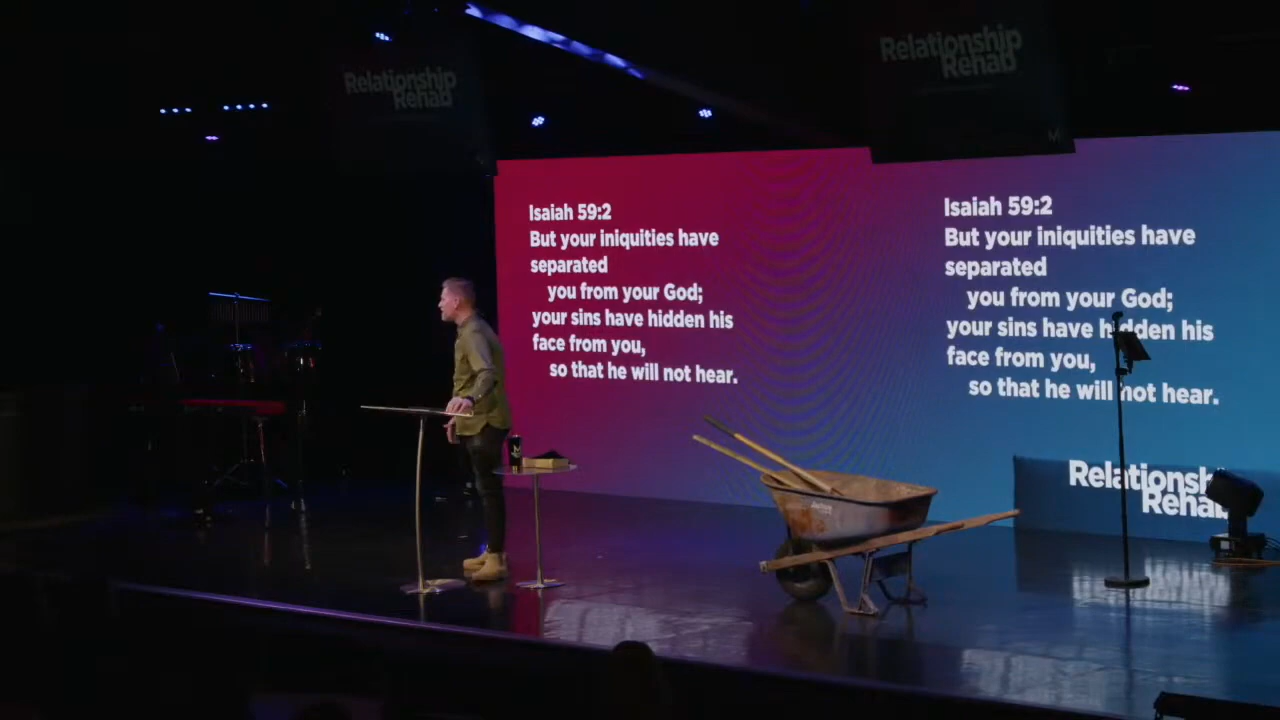 Relationship
Rehab
Relationship
Rehab
Isaiah 59:2
But your iniquities have
separated
you from your God;
your sins have hidden his
face from you,
so that he will not hear.
Isaiah 59:2
But your iniquities have
separated
you from your God;
your sins have hidden his
face from you,
so that he will not hear.
Relationsh
Rehab